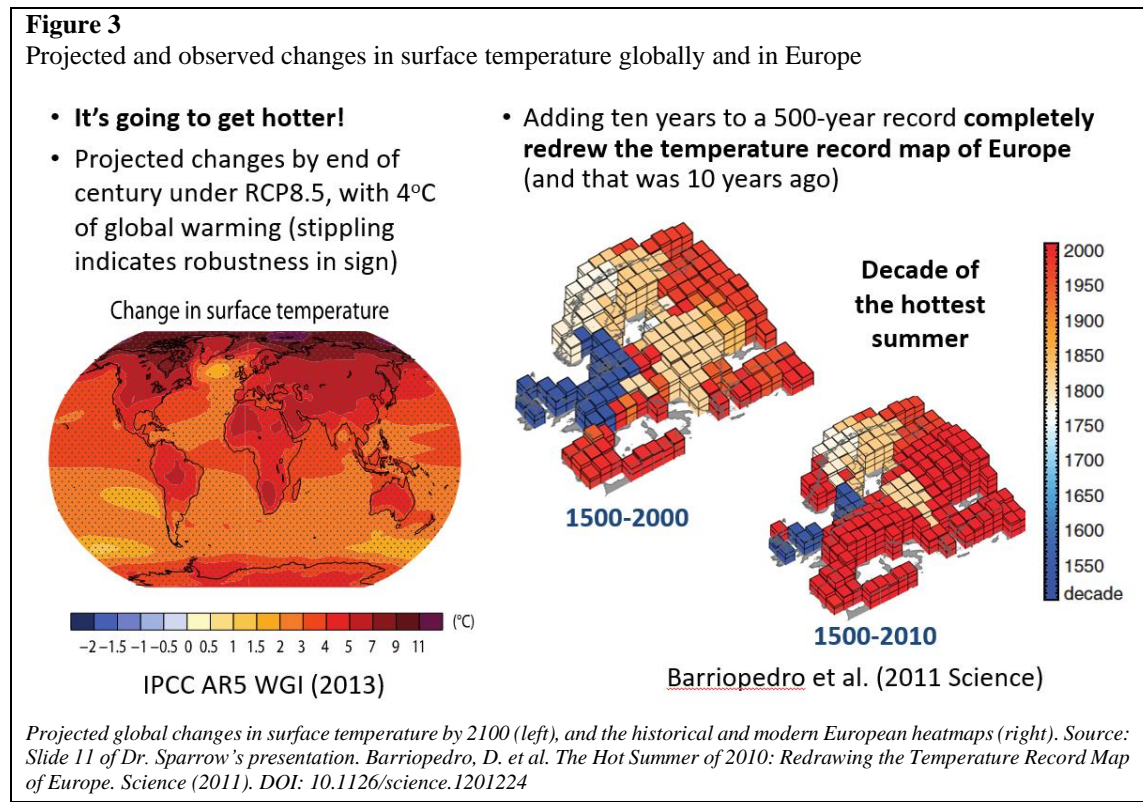 Figure 3
Projected and observed changes in surface temperature globally and in Europe
• It’s going to get hotter!
• Projected changes by end of
century under RCP8.5, with 4°C
of global warming (stippling
indicates robustness in sign)
Change in surface temperature
(°C)
−2 −1.5 −1 −0.5 0 0.5 1 1.5 2 3 4 5 7 9 11
IPCC AR5 WGI (2013)
• Adding ten years to a 500-year record completely
redrew the temperature record map of Europe
(and that was 10 years ago)
Decade of
the hottest
summer
2000
1950
1900
1850
1800
1750
1700
1650
1600
1550
decade
1500-2000
1500-2010
Barriopedro et al. (2011 Science)
Projected global changes in surface temperature by 2100 (left), and the historical and modern European heatmaps (right). Source:
Slide 11 of Dr. Sparrow’s presentation. Barriopedro, D. et al. The Hot Summer of 2010: Redrawing the Temperature Record Map
of Europe. Science (2011). DOI: 10.1126/science.1201224